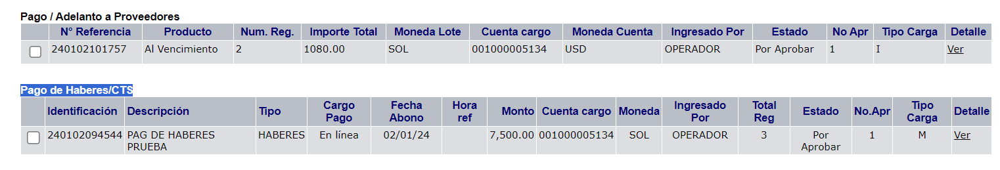 Pago / Adelanto a Proveedores
N° Referencia Producto Num. Reg. Importe Total Moneda Lote Cuenta cargo Moneda Cuenta Ingresado Por Estado No Apr Tipo Carga Detalle
240102101757 Al Vencimiento 2 1080.00 SOL 001000005134 USD OPERADOR Por Aprobar 1 I Ver
Pago de Haberes/CTS
Identificación Descripción Tipo Cargo Pago Fecha Abono Hora ref Monto Cuenta cargo Moneda Ingresado Por Total Reg Estado No.Apr Tipo Carga Detalle
240102094544 PAG DE HABERES PRUEBA HABERES En línea 02/01/24 7,500.00 001000005134 SOL OPERADOR 3 Por Aprobar 1 M Ver